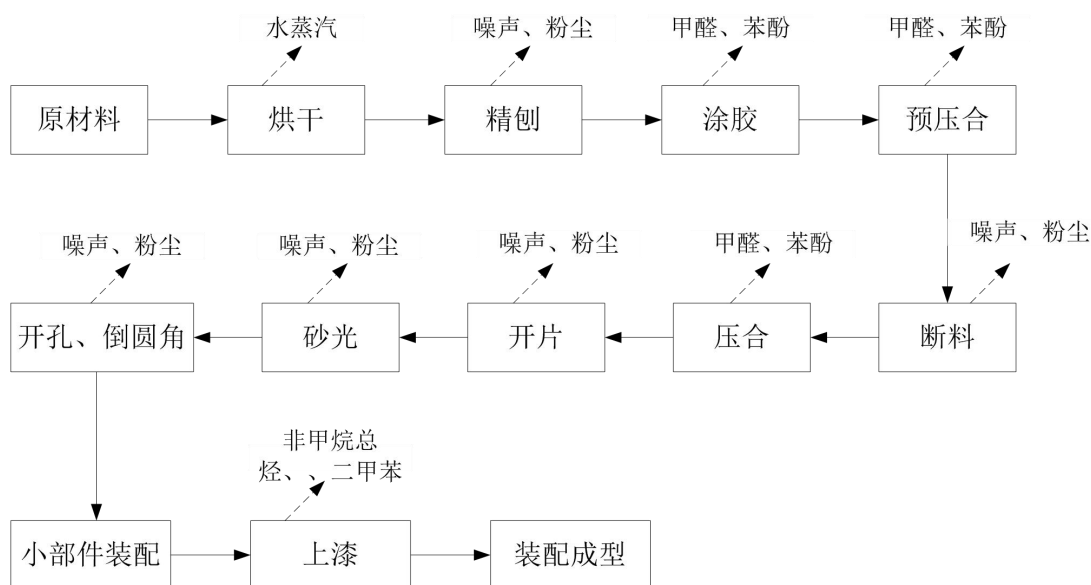 水蒸汽
噪声、粉尘
甲醛、苯酚
甲醛、苯酚
原材料
烘干
精刨
涂胶
预压合
噪声、粉尘
噪声、粉尘
噪声、粉尘
甲醛、苯酚
噪声、粉尘
开孔、倒圆角
砂光
开片
压合
断料
非甲烷总
烃、、二甲苯
小部件装配
上漆
装配成型